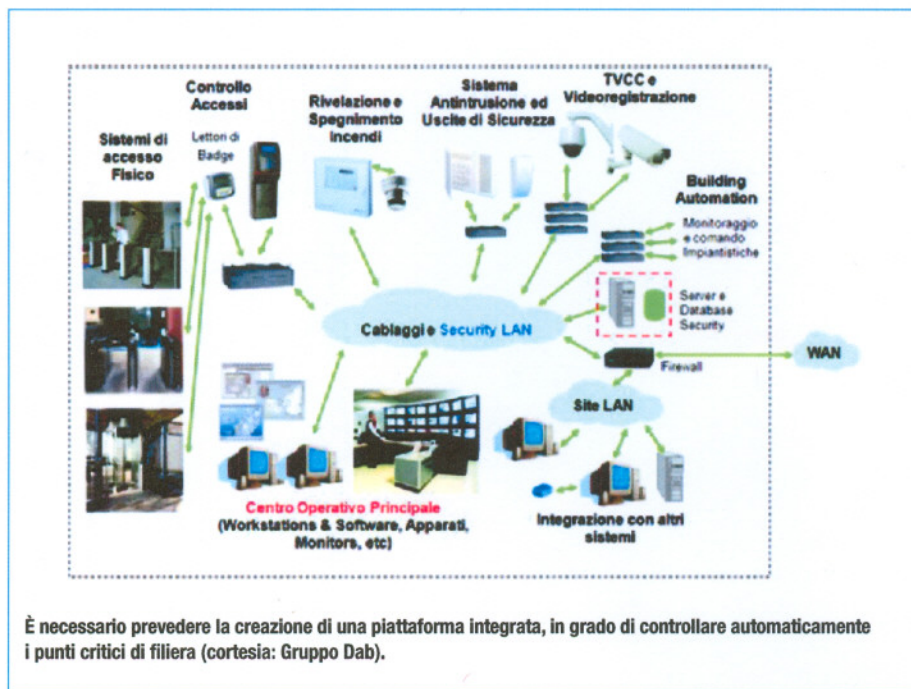 Controllo
Accessi
Lettori di
Badge
Sistemi di
accesso
Fisico
Rivelazione e
Spegnimento
Incendi
Sistema
Antintrusione ed
Uscite di Sicurezza
TVCC e
Videoregistrazione
Building
Automation
Monitoraggio
e comando
Impiantistiche
Server e
Database
Security
Cablaggi e Security LAN
Firewall
WAN
Site LAN
Centro Operativo Principale
(Workstations & Software, Apparati,
Monitors, etc)
Integrazione con altri
sistemi
È necessario prevedere la creazione di una piattaforma integrata, in grado di controllare automaticamente
i punti critici di filiera (cortesia: Gruppo Dab).